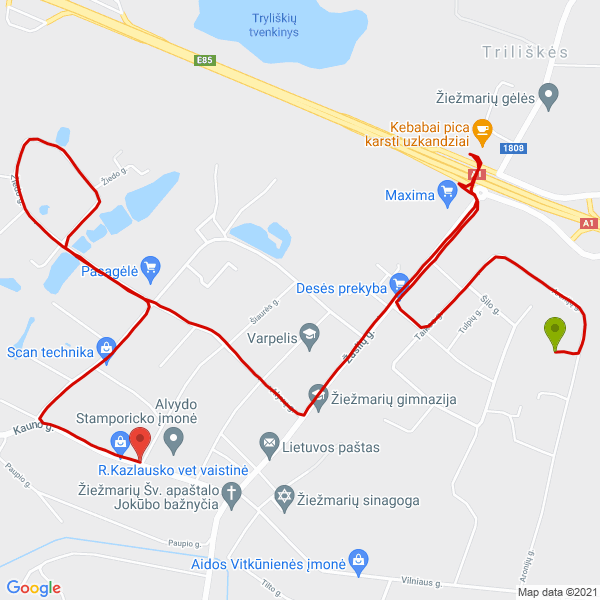 Tryliškių
tvenkinys
E85
Triliškės
Žiežmarių gėlės
Kebabai pica
karsti uzkandziai
1808
A1
Žiedo g.
Žiedo g.
Maxima
A1
Pasagėlė
Desės prekyba
Šilo g.
Tulpių g.
Šiaurės g.
Varpelis
Žaslių g.
Scan technika
Žiežmarių gimnazija
Alvydo
Stamporicko įmonė
Kauno g.
Lietuvos paštas
R.Kazlausko vet vaistinė
Paupio g.
Žiežmarių Šv. apaštalo
Jokūbo bažnyčia
Žiežmarių sinagoga
Paupio g.
Aidos Vitkūnienės įmonė
Aronijų g.
Vilniaus g.
Tilto g.
Google
Map data ©2021